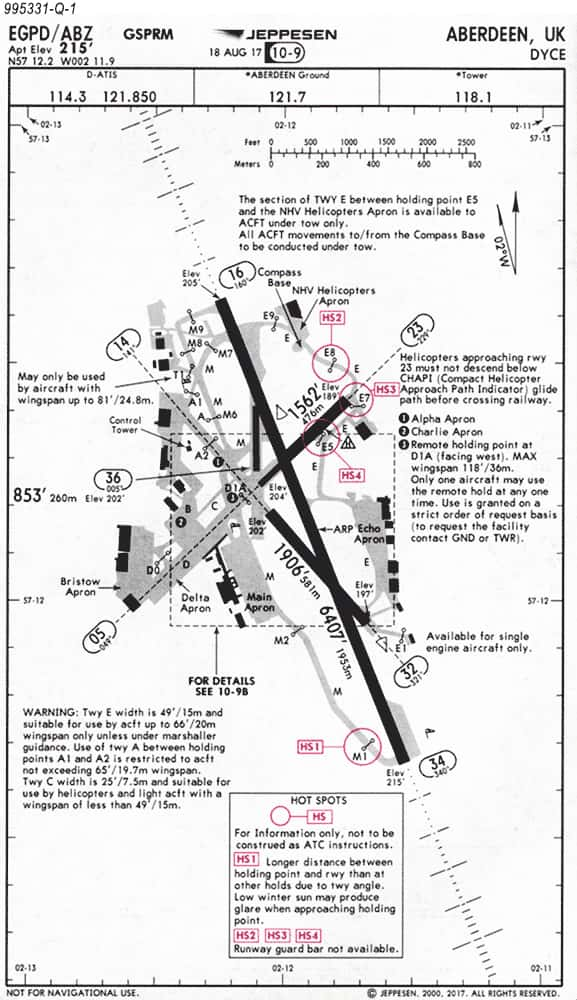 995331-Q-1
EGPD/ABZ
GSPRM
JEPPESEN
ABERDEEN, UK
Apt Elev 215'
18 AUG 17
10-9
DYCE
N57 12.2 W002 11.9
D-ATIS
*ABERDEEN Ground
*Tower
114.3 121.850
121.7
118.1
02-13
02-12
02-11
57-13
57-13
Feet 0 500 1000 1500 2000 2500
Meters 0 200 400 600 800
The section of TWY E between holding point E5
and the NHV Helicopters Apron is available to
ACFT under tow only.
All ACFT movements to/from the Compass Base
to be conducted under tow.
02°W
Elev
205'
16
160°
Compass
Base
NHV Helicopters
Apron
E9
E
HS2
E8
23
229°
14
141°
M9
M8
M7
M
T1
May only be used
by aircraft with
wingspan up to 81'/24.8m.
A1
A
M6
1562'
476m
Elev
189'
E7
HS3
Helicopters approaching rwy
23 must not descend below
CHAPI (Compact Helicopter
Approach Path Indicator) glide
path before crossing railway.
Control
Tower
A2
M
E
E5
E
HS4
1 Alpha Apron
2 Charlie Apron
3 Remote holding point at
D1A (facing west). MAX
wingspan 118'/36m.
Only one aircraft may use
the remote hold at any one
time. Use is granted on a
strict order of request basis
(to request the facility
contact GND or TWR).
1
36
005°
853' 260m Elev 202'
D1A
3
Elev
204'
B
C
2
Elev
202'
ARP
Echo
Apron
D0
D
M
1906'
581m
E
Elev
197'
Bristow
Apron
Delta
Apron
Main
Apron
57-12
57-12
6407'
1953m
05
049°
M2
E1
Available for single
engine aircraft only.
32
321°
FOR DETAILS
SEE 10-9B
M
WARNING: Twy E width is 49'/15m and
suitable for use by acft up to 66'/20m
wingspan only unless under marshaller
guidance. Use of twy A between holding
points A1 and A2 is restricted to acft
not exceeding 65'/19.7m wingspan.
Twy C width is 25'/7.5m and suitable for
use by helicopters and light acft with a
wingspan of less than 49'/15m.
HS1
M1
Elev
215'
34
340°
HOT SPOTS
HS
For Information only, not to be
construed as ATC instructions.
HS1 Longer distance between
holding point and rwy than at
other holds due to twy angle.
Low winter sun may produce
glare when approaching holding
point.
HS2 HS3 HS4
Runway guard bar not available.
02-13
02-12
02-11
NOT FOR NAVIGATIONAL USE.
© JEPPESEN, 2000, 2017. ALL RIGHTS RESERVED.